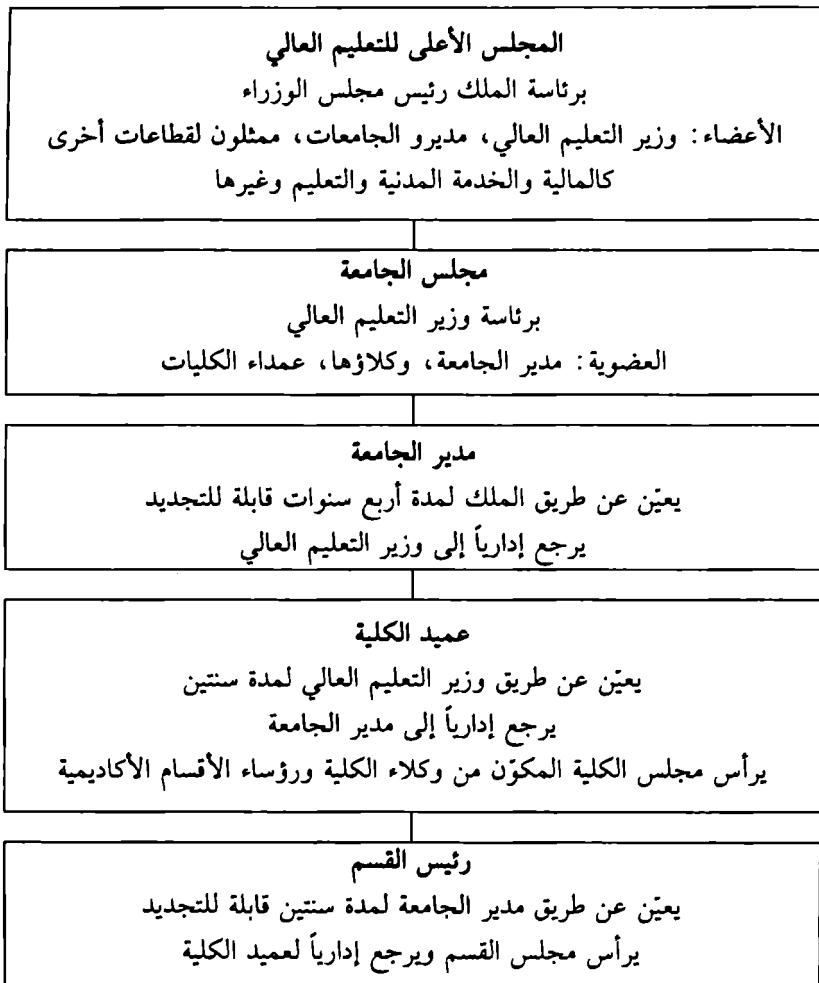 المجلس الأعلى للتعليم العالي
برئاسة الملك رئيس مجلس الوزراء
الأعضاء: وزير التعليم العالي، مديرو الجامعات، ممثلون لقطاعات أخرى
كالمالية والخدمة المدنية والتعليم وغيرها
مجلس الجامعة
برئاسة وزير التعليم العالي
العضوية: مدير الجامعة، وكلاؤها، عمداء الكليات
مدير الجامعة
يعيّن عن طريق الملك لمدة أربع سنوات قابلة للتجديد
يرجع إدارياً إلى وزير التعليم العالي
عميد الكلية
يعيّن عن طريق وزير التعليم العالي لمدة سنتين
يرجع إدارياً إلى مدير الجامعة
يرأس مجلس الكلية المكوّن من وكلاء الكلية ورؤساء الأقسام الأكاديمية
رئيس القسم
يعيّن عن طريق مدير الجامعة لمدة سنتين قابلة للتجديد
يرأس مجلس القسم ويرجع إدارياً لعميد الكلية